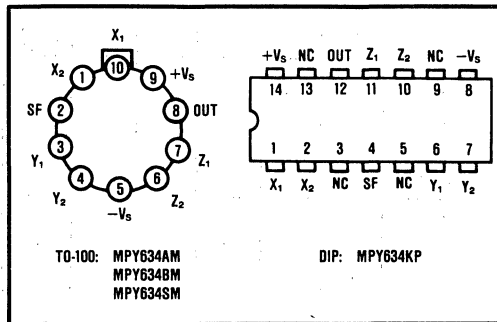 X₁
X₂ 10 +Vₛ
1 9
SF 2 8 OUT
Y₁ 3 7 Z₁
Y₂ 4 5 6 Z₂
−Vₛ
TO-100: MPY634AM
MPY634BM
MPY634SM
+Vₛ NC OUT Z₁ Z₂ NC −Vₛ
14 13 12 11 10 9 8
1 2 3 4 5 6 7
X₁ X₂ NC SF NC Y₁ Y₂
DIP: MPY634KP